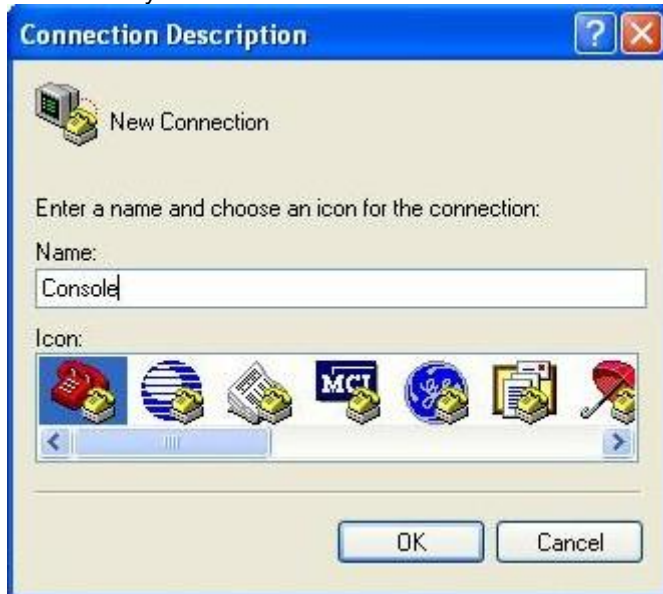 Connection Description
New Connection
Enter a name and choose an icon for the connection:
Name:
Console
Icon:
MCI
OK
Cancel